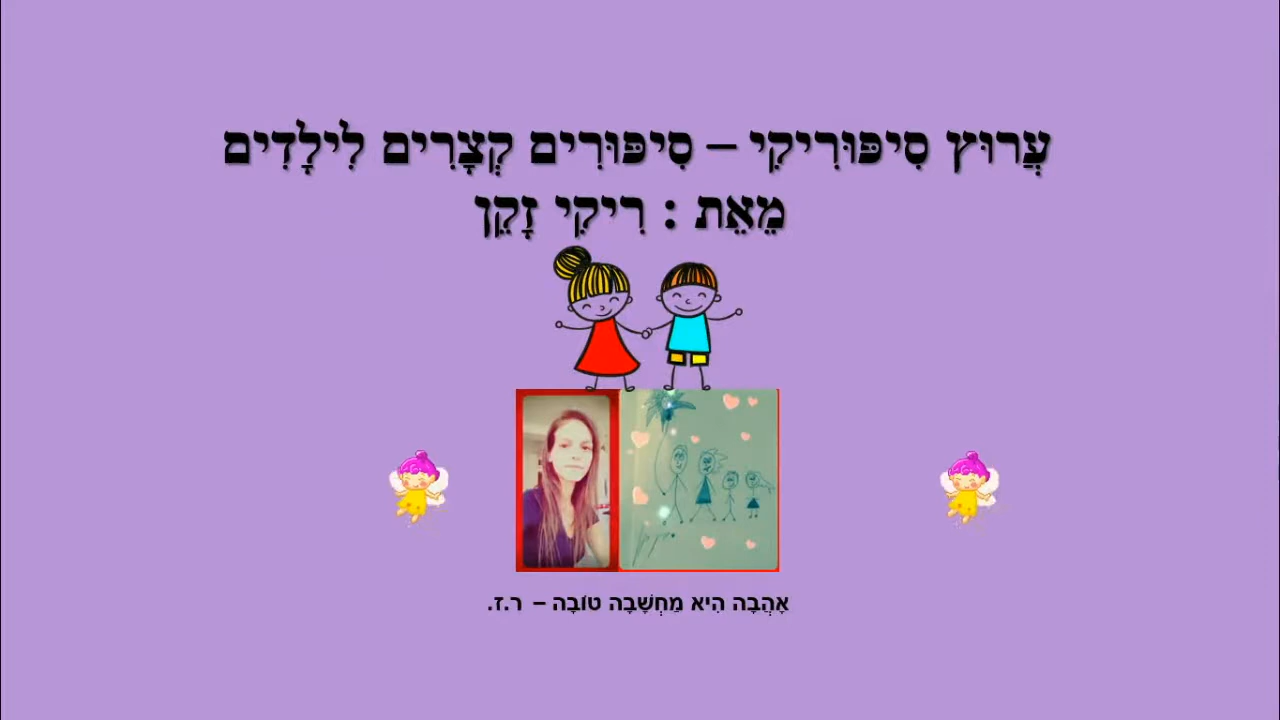 עֲרוּץ סִיפּוּרִיקִי – סִיפּוּרִים קְצָרִים לִילָדִים
מֵאֵת : רִיקִי זָקֵן
אָהֲבָה הִיא מַחְשָׁבָה טוֹבָה – ר.ז.